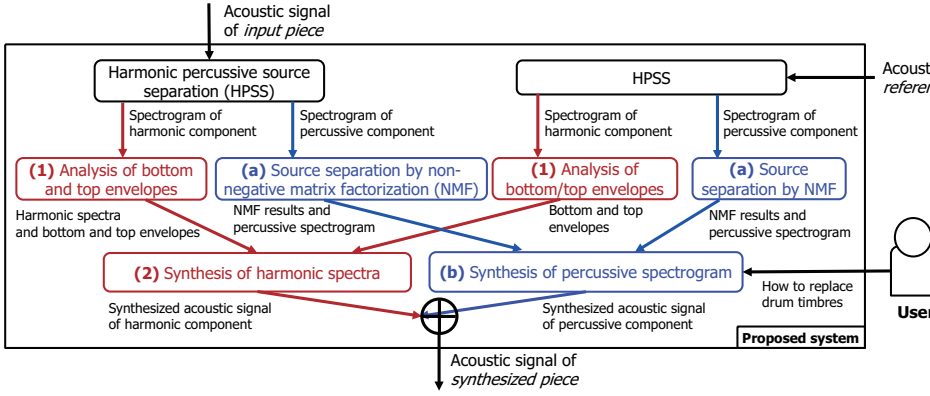 Acoustic signal
of input piece
Harmonic percussive source
separation (HPSS)
HPSS
Acoust
refere
Spectrogram of
harmonic component
Spectrogram of
percussive component
Spectrogram of
harmonic component
Spectrogram of
percussive component
(1) Analysis of bottom
and top envelopes
(a) Source separation by non-
negative matrix factorization (NMF)
(1) Analysis of
bottom/top envelopes
(a) Source
separation by NMF
Harmonic spectra
and bottom and top envelopes
NMF results and
percussive spectrogram
Bottom and top
envelopes
NMF results and
percussive spectrogram
(2) Synthesis of harmonic spectra
(b) Synthesis of percussive spectrogram
How to replace
drum timbres
User
Synthesized acoustic signal
of harmonic component
Synthesized acoustic signal
of percussive component
Proposed system
Acoustic signal of
synthesized piece